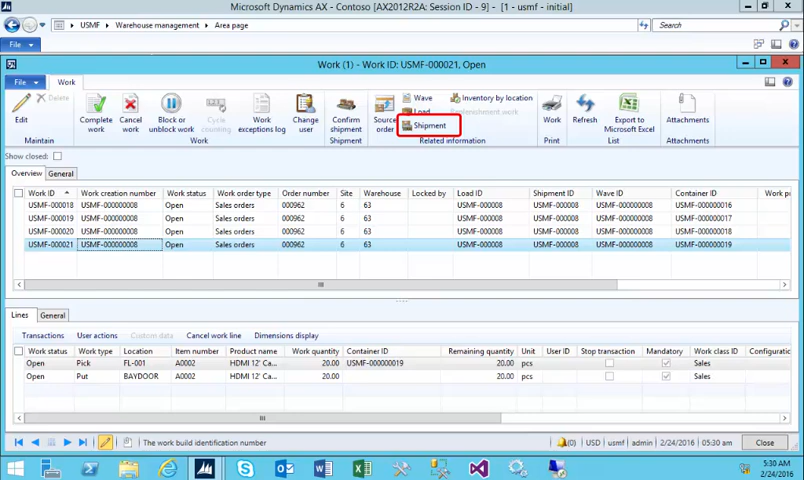 Microsoft Dynamics AX - Contoso [AX2012R2A: Session ID - 9] - [1 - usmf - initial]
USMF Warehouse management Area page Search
File
Work (1) - Work ID: USMF-000021, Open
File Work
Edit Delete Complete work Cancel work Block or unblock work Cycle counting Work exceptions log Change user Confirm shipment Source order Wave Load Shipment Inventory by location Work Refresh Export to Microsoft Excel Attachments
Maintain Work Shipment Related information Print List Attachments
Show closed:
Overview General
Work ID Work creation number Work status Work order type Order number Site Warehouse Locked by Load ID Shipment ID Wave ID Container ID
USMF-000018 USMF-000000008 Open Sales orders 000962 6 63 USMF-000008 USMF-000008 USMF-000008 USMF-000000016
USMF-000019 USMF-000000008 Open Sales orders 000962 6 63 USMF-000008 USMF-000008 USMF-000008 USMF-000000017
USMF-000020 USMF-000000008 Open Sales orders 000962 6 63 USMF-000008 USMF-000008 USMF-000008 USMF-000000018
USMF-000021 USMF-000000008 Open Sales orders 000962 6 63 USMF-000008 USMF-000008 USMF-000008 USMF-000000019
Lines General
Transactions User actions Custom data Cancel work line Dimensions display
Work status Work type Location Item number Product name Work quantity Container ID Remaining quantity Unit User ID Stop transaction Mandatory Work class ID Configuratio
Open Pick FL-001 A0002 HDMI 12' Ca... 20.00 USMF-000000019 20.00 pcs Sales
Open Put BAYDOOR A0002 HDMI 12' Ca... 20.00 20.00 pcs Sales
The work build identification number (0) USD usmf admin 2/24/2016 05:30 am Close
5:30 AM
2/24/2016